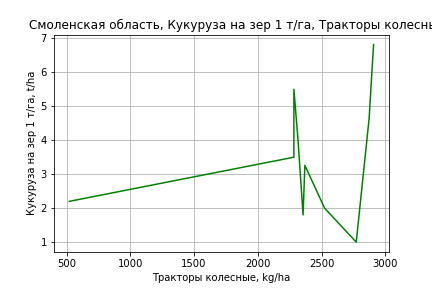 Смоленская область, Кукуруза на зер 1 т/га, Тракторы колесны
7
6
5
4
3
2
1
Кукуруза на зер 1 т/га, t/ha
500 1000 1500 2000 2500 3000
Тракторы колесные, kg/ha